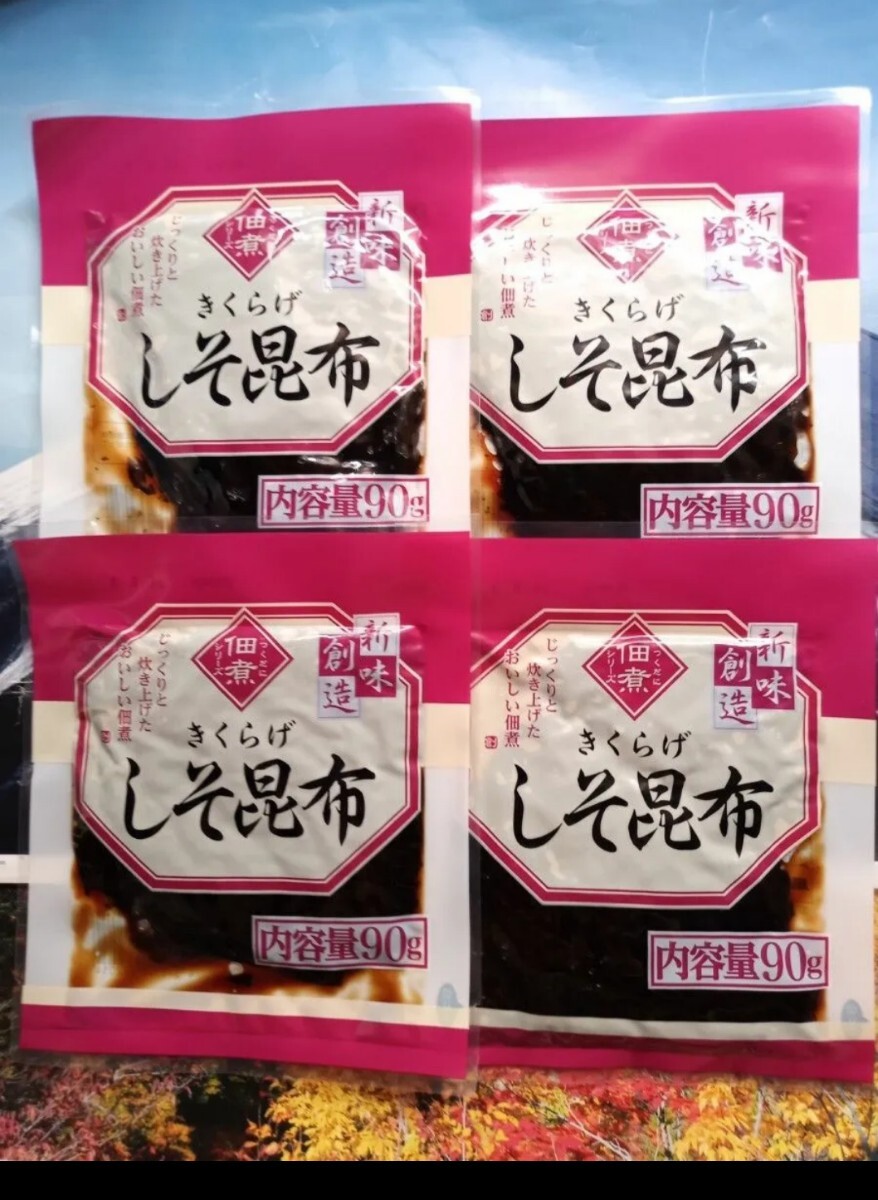 新味
創造
つくだに
佃煮
シリーズ
じっくりと
炊き上げた
おいしい佃煮
きくらげ
しそ昆布
内容量90g
新味
創造
佃煮
じっくりと
きくらげ
しそ昆布
内容量90g
新味
創造
つくだに
佃煮
シリーズ
じっくりと
炊き上げた
おいしい佃煮
きくらげ
しそ昆布
内容量90g
新味
創造
つくだに
佃煮
シリーズ
じっくりと
炊き上げた
おいしい佃煮
きくらげ
しそ昆布
内容量90g